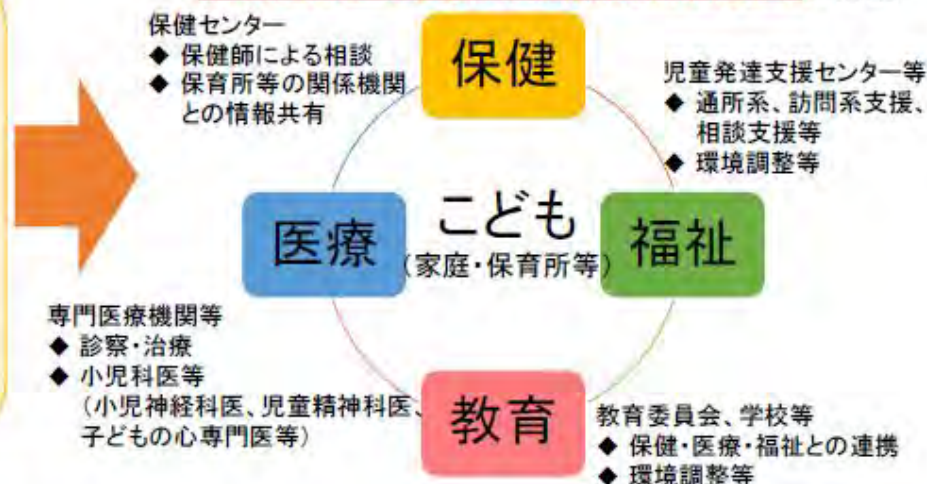 保健センター
◆ 保健師による相談
◆ 保育所等の関係機関
との情報共有
保健
児童発達支援センター等
◆ 通所系、訪問系支援、
相談支援等
◆ 環境調整等
医療
こども
(家庭・保育所等)
福祉
専門医療機関等
◆ 診察・治療
◆ 小児科医等
(小児神経科医、児童精神科医、
子どもの心専門医等)
教育
教育委員会、学校等
◆ 保健・医療・福祉との連携
◆ 環境調整等